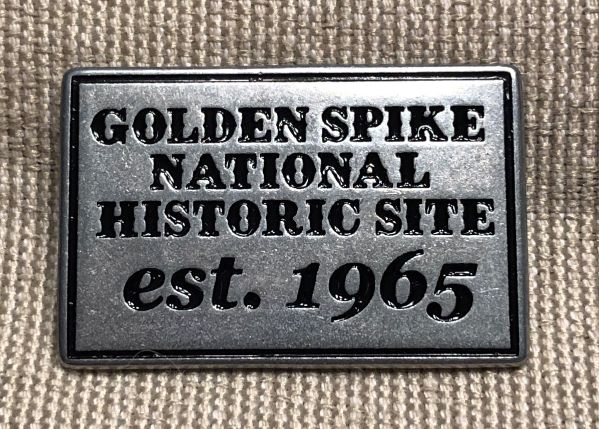 GOLDEN SPIKE
NATIONAL
HISTORIC SITE
est. 1965